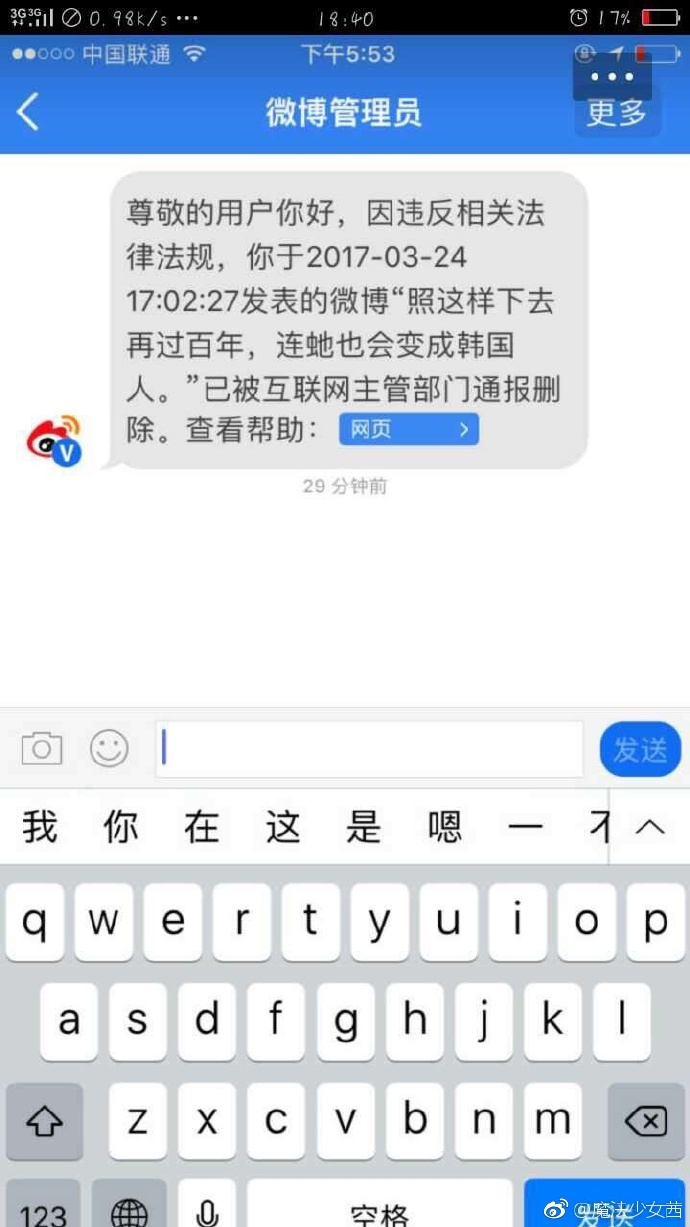 3G 3G 0.98K/s ... 18:40 17%
中国联通 下午5:53
微博管理员 更多
尊敬的用户你好，因违反相关法
律法规，你于2017-03-24
17:02:27发表的微博“照这样下去
再过百年，连虵也会变成韩国
人。”已被互联网主管部门通报删
除。查看帮助： 网页
V
29 分钟前
发送
我 你 在 这 是 嗯 一 不
q w e r t y u i o p
a s d f g h j k l
z x c v b n m
123 空格 发送
@魔法少女茜